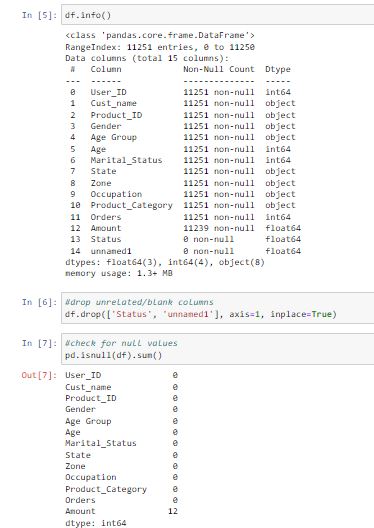 In [5]: df.info()
<class 'pandas.core.frame.DataFrame'>
RangeIndex: 11251 entries, 0 to 11250
Data columns (total 15 columns):
#   Column            Non-Null Count  Dtype
---  ------            --------------  -----
0   User_ID           11251 non-null  int64
1   Cust_name         11251 non-null  object
2   Product_ID        11251 non-null  object
3   Gender            11251 non-null  object
4   Age Group         11251 non-null  object
5   Age               11251 non-null  int64
6   Marital_Status    11251 non-null  int64
7   State             11251 non-null  object
8   Zone              11251 non-null  object
9   Occupation        11251 non-null  object
10  Product_Category  11251 non-null  object
11  Orders            11251 non-null  int64
12  Amount            11239 non-null  float64
13  Status            0 non-null      float64
14  unnamed1          0 non-null      float64
dtypes: float64(3), int64(4), object(8)
memory usage: 1.3+ MB
In [6]: #drop unrelated/blank columns
df.drop(['Status', 'unnamed1'], axis=1, inplace=True)
In [7]: #check for null values
pd.isnull(df).sum()
Out[7]: User_ID              0
Cust_name            0
Product_ID           0
Gender               0
Age Group            0
Age                  0
Marital_Status       0
State                0
Zone                 0
Occupation           0
Product_Category     0
Orders               0
Amount              12
dtype: int64